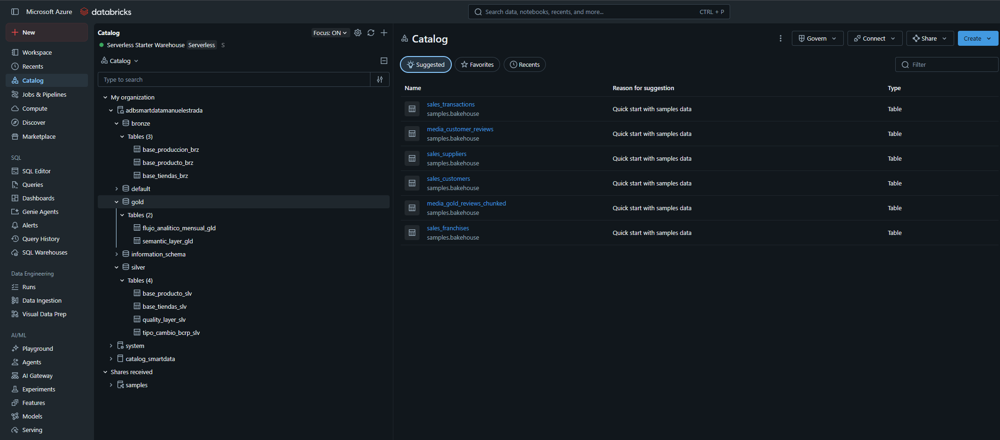 Microsoft Azure databricks
Search data, notebooks, recents, and more... CTRL + P
New
Workspace
Recents
Catalog
Jobs & Pipelines
Compute
Discover
Marketplace
SQL
SQL Editor
Queries
Dashboards
Genie Agents
Alerts
Query History
SQL Warehouses
Data Engineering
Runs
Data Ingestion
Visual Data Prep
AI/ML
Playground
Agents
AI Gateway
Experiments
Features
Models
Serving
Catalog
Focus: ON
Serverless Starter Warehouse Serverless S
Catalog
Type to search
My organization
adbsmartdatamanuelestrada
bronze
Tables (3)
base_produccion_brz
base_producto_brz
base_tiendas_brz
default
gold
Tables (2)
flujo_analitico_mensual_gld
semantic_layer_gld
information_schema
silver
Tables (4)
base_producto_slv
base_tiendas_slv
quality_layer_slv
tipo_cambio_bcrp_slv
system
catalog_smartdata
Shares received
samples
Catalog
Govern Connect Share Create
Suggested Favorites Recents
Filter
Name Reason for suggestion Type
sales_transactions
samples.bakehouse
Quick start with samples data Table
media_customer_reviews
samples.bakehouse
Quick start with samples data Table
sales_suppliers
samples.bakehouse
Quick start with samples data Table
sales_customers
samples.bakehouse
Quick start with samples data Table
media_gold_reviews_chunked
samples.bakehouse
Quick start with samples data Table
sales_franchises
samples.bakehouse
Quick start with samples data Table